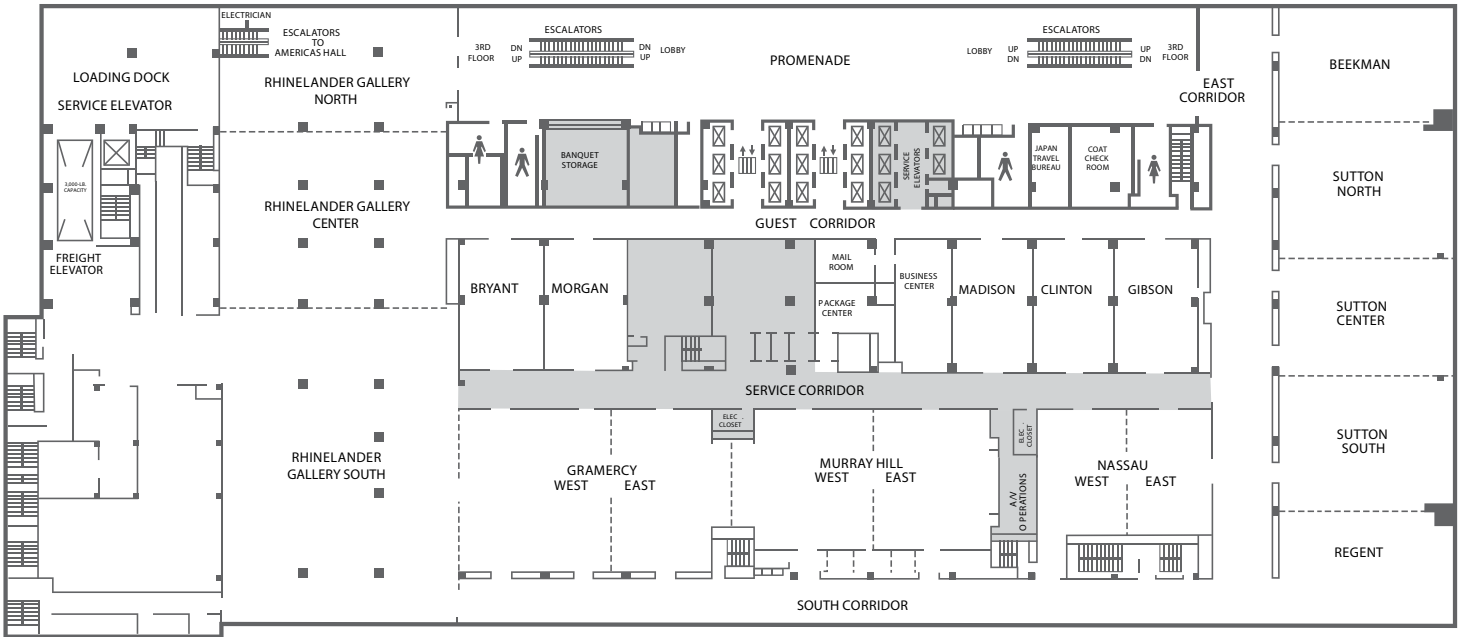 ELECTRICIAN
ESCALATORS
TO
AMERICAS HALL
LOADING DOCK
SERVICE ELEVATOR
3,000-LB.
CAPACITY
FREIGHT
ELEVATOR
RHINELANDER GALLERY
NORTH
RHINELANDER GALLERY
CENTER
RHINELANDER
GALLERY SOUTH
3RD
FLOOR
DN
UP
ESCALATORS
DN
UP
LOBBY
PROMENADE
LOBBY
UP
DN
ESCALATORS
UP
DN
3RD
FLOOR
EAST
CORRIDOR
BANQUET
STORAGE
SERVICE
ELEVATORS
JAPAN
TRAVEL
BUREAU
COAT
CHECK
ROOM
GUEST CORRIDOR
BRYANT
MORGAN
MAIL
ROOM
PACKAGE
CENTER
BUSINESS
CENTER
MADISON
CLINTON
GIBSON
SERVICE CORRIDOR
ELEC .
CLOSET
ELEC .
CLOSET
GRAMERCY
WEST EAST
MURRAY HILL
WEST EAST
A/V
OPERATIONS
NASSAU
WEST EAST
SOUTH CORRIDOR
BEEKMAN
SUTTON
NORTH
SUTTON
CENTER
SUTTON
SOUTH
REGENT